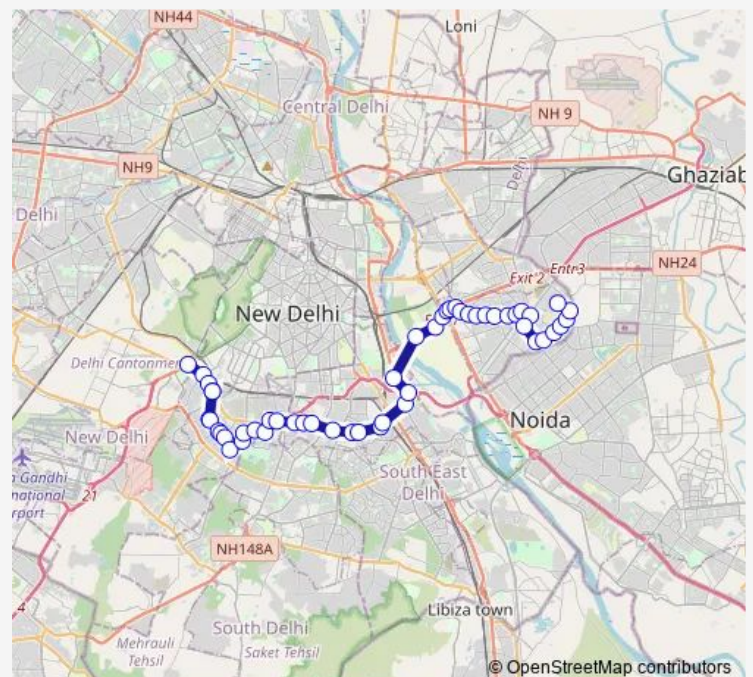 NH44
Loni
Central Delhi
NH 9
NH9
Delhi
Ghaziab
Delhi
Exit 2
Entr3
NH24
New Delhi
Delhi Cantonmen
Noida
New Delhi
a Gandhi
national
rport
21
South East
Delhi
NH148A
4
Libiza town
South Delhi
Mehrauli
Tehsil
Saket Tehsil
© OpenStreetMap contributors